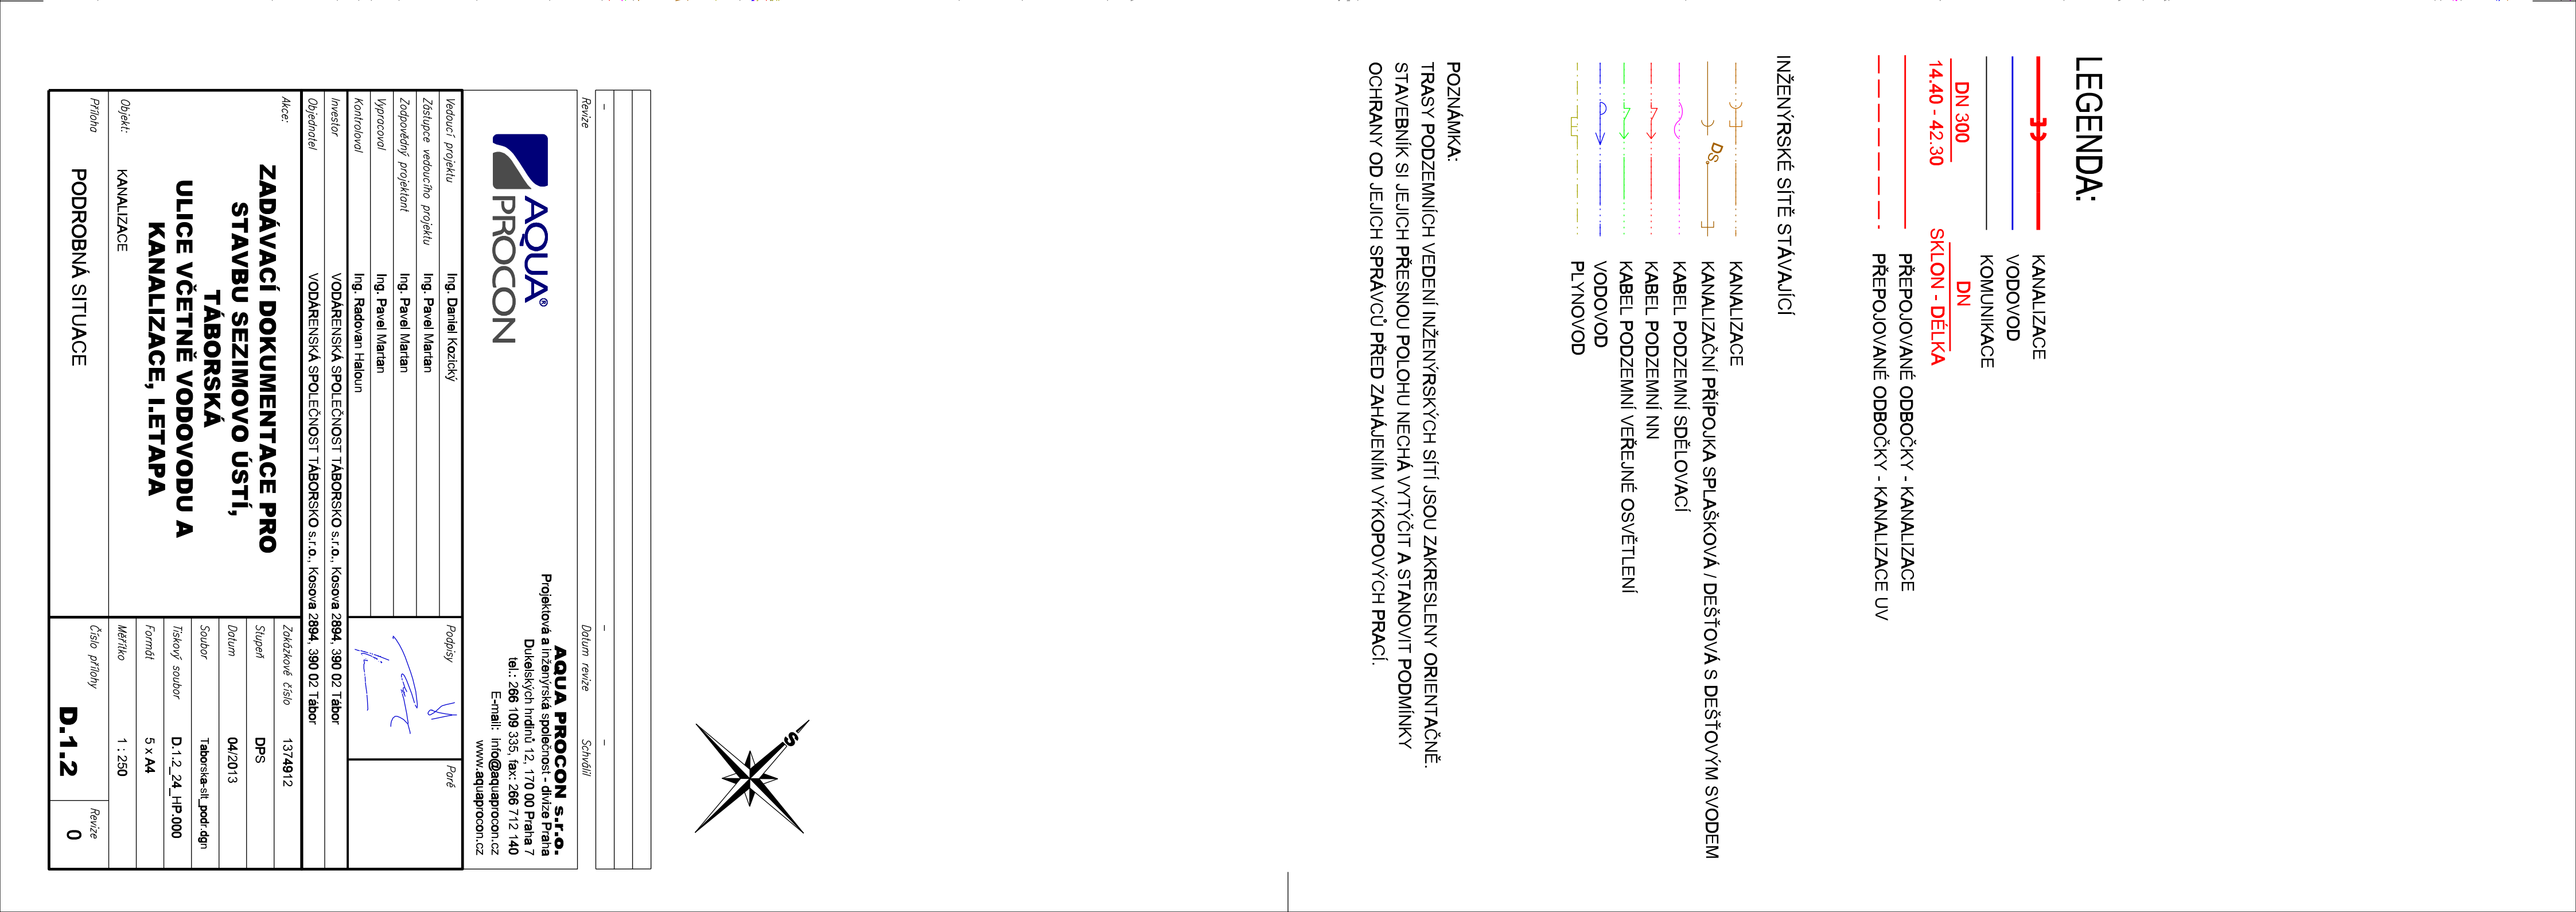 LEGENDA:
KANALIZACE
VODOVOD
KOMUNIKACE
DN 300
14.40 - 42.30
DN
SKLON - DÉLKA
PŘEPOJOVANÉ ODBOČKY - KANALIZACE
PŘEPOJOVANÉ ODBOČKY - KANALIZACE UV
INŽENÝRSKÉ SÍTĚ STÁVAJÍCÍ
KANALIZACE
DS.
KANALIZAČNÍ PŘÍPOJKA SPLAŠKOVÁ / DEŠŤOVÁ S DEŠŤOVÝM SVODEM
KABEL PODZEMNÍ SDĚLOVACÍ
KABEL PODZEMNÍ NN
KABEL PODZEMNÍ VEŘEJNÉ OSVĚTLENÍ
VODOVOD
PLYNOVOD
POZNÁMKA:
TRASY PODZEMNÍCH VEDENÍ INŽENÝRSKÝCH SÍTÍ JSOU ZAKRESLENY ORIENTAČNĚ.
STAVEBNÍK SI JEJICH PŘESNOU POLOHU NECHÁ VYTÝČIT A STANOVIT PODMÍNKY
OCHRANY OD JEJICH SPRÁVCŮ PŘED ZAHÁJENÍM VÝKOPOVÝCH PRACÍ.
S
– – –
Revize Datum revize Schválil
AQUA®
PROCON
AQUA PROCON s.r.o.
Projektová a inženýrská společnost - divize Praha
Dukelských hrdinů 12, 170 00 Praha 7
tel.: 266 109 335, fax: 266 712 140
E-mail: info@aquaprocon.cz
www.aquaprocon.cz
Vedoucí projektu Ing. Daniel Kozický Podpisy Paré
Zástupce vedoucího projektu Ing. Pavel Martan
Zodpovědný projektant Ing. Pavel Martan
Vypracoval Ing. Pavel Martan
Kontroloval Ing. Radovan Haloun
Investor VODÁRENSKÁ SPOLEČNOST TÁBORSKO s.r.o., Kosova 2894, 390 02 Tábor
Objednatel VODÁRENSKÁ SPOLEČNOST TÁBORSKO s.r.o., Kosova 2894, 390 02 Tábor
Akce:
ZADÁVACÍ DOKUMENTACE PRO
STAVBU SEZIMOVO ÚSTÍ,
TÁBORSKÁ
ULICE VČETNĚ VODOVODU A
KANALIZACE, I.ETAPA
Zakázkové číslo 1374912
Stupeň DPS
Datum 04/2013
Soubor Taborska-sit_podr.dgn
Tiskový soubor D.1.2_24_HP.000
Formát 5 x A4
Objekt: KANALIZACE
Měřítko 1 : 250
Příloha PODROBNÁ SITUACE
Číslo přílohy D.1.2
Revize 0